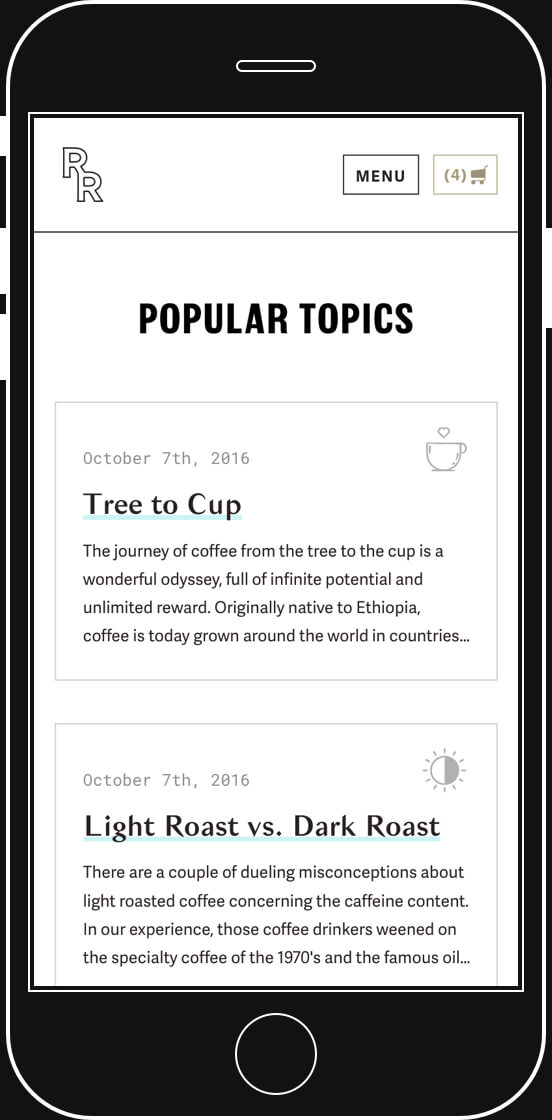 RR
MENU
(4)
POPULAR TOPICS
October 7th, 2016
Tree to Cup
The journey of coffee from the tree to the cup is a
wonderful odyssey, full of infinite potential and
unlimited reward. Originally native to Ethiopia,
coffee is today grown around the world in countries...
October 7th, 2016
Light Roast vs. Dark Roast
There are a couple of dueling misconceptions about
light roasted coffee concerning the caffeine content.
In our experience, those coffee drinkers weened on
the specialty coffee of the 1970's and the famous oil...